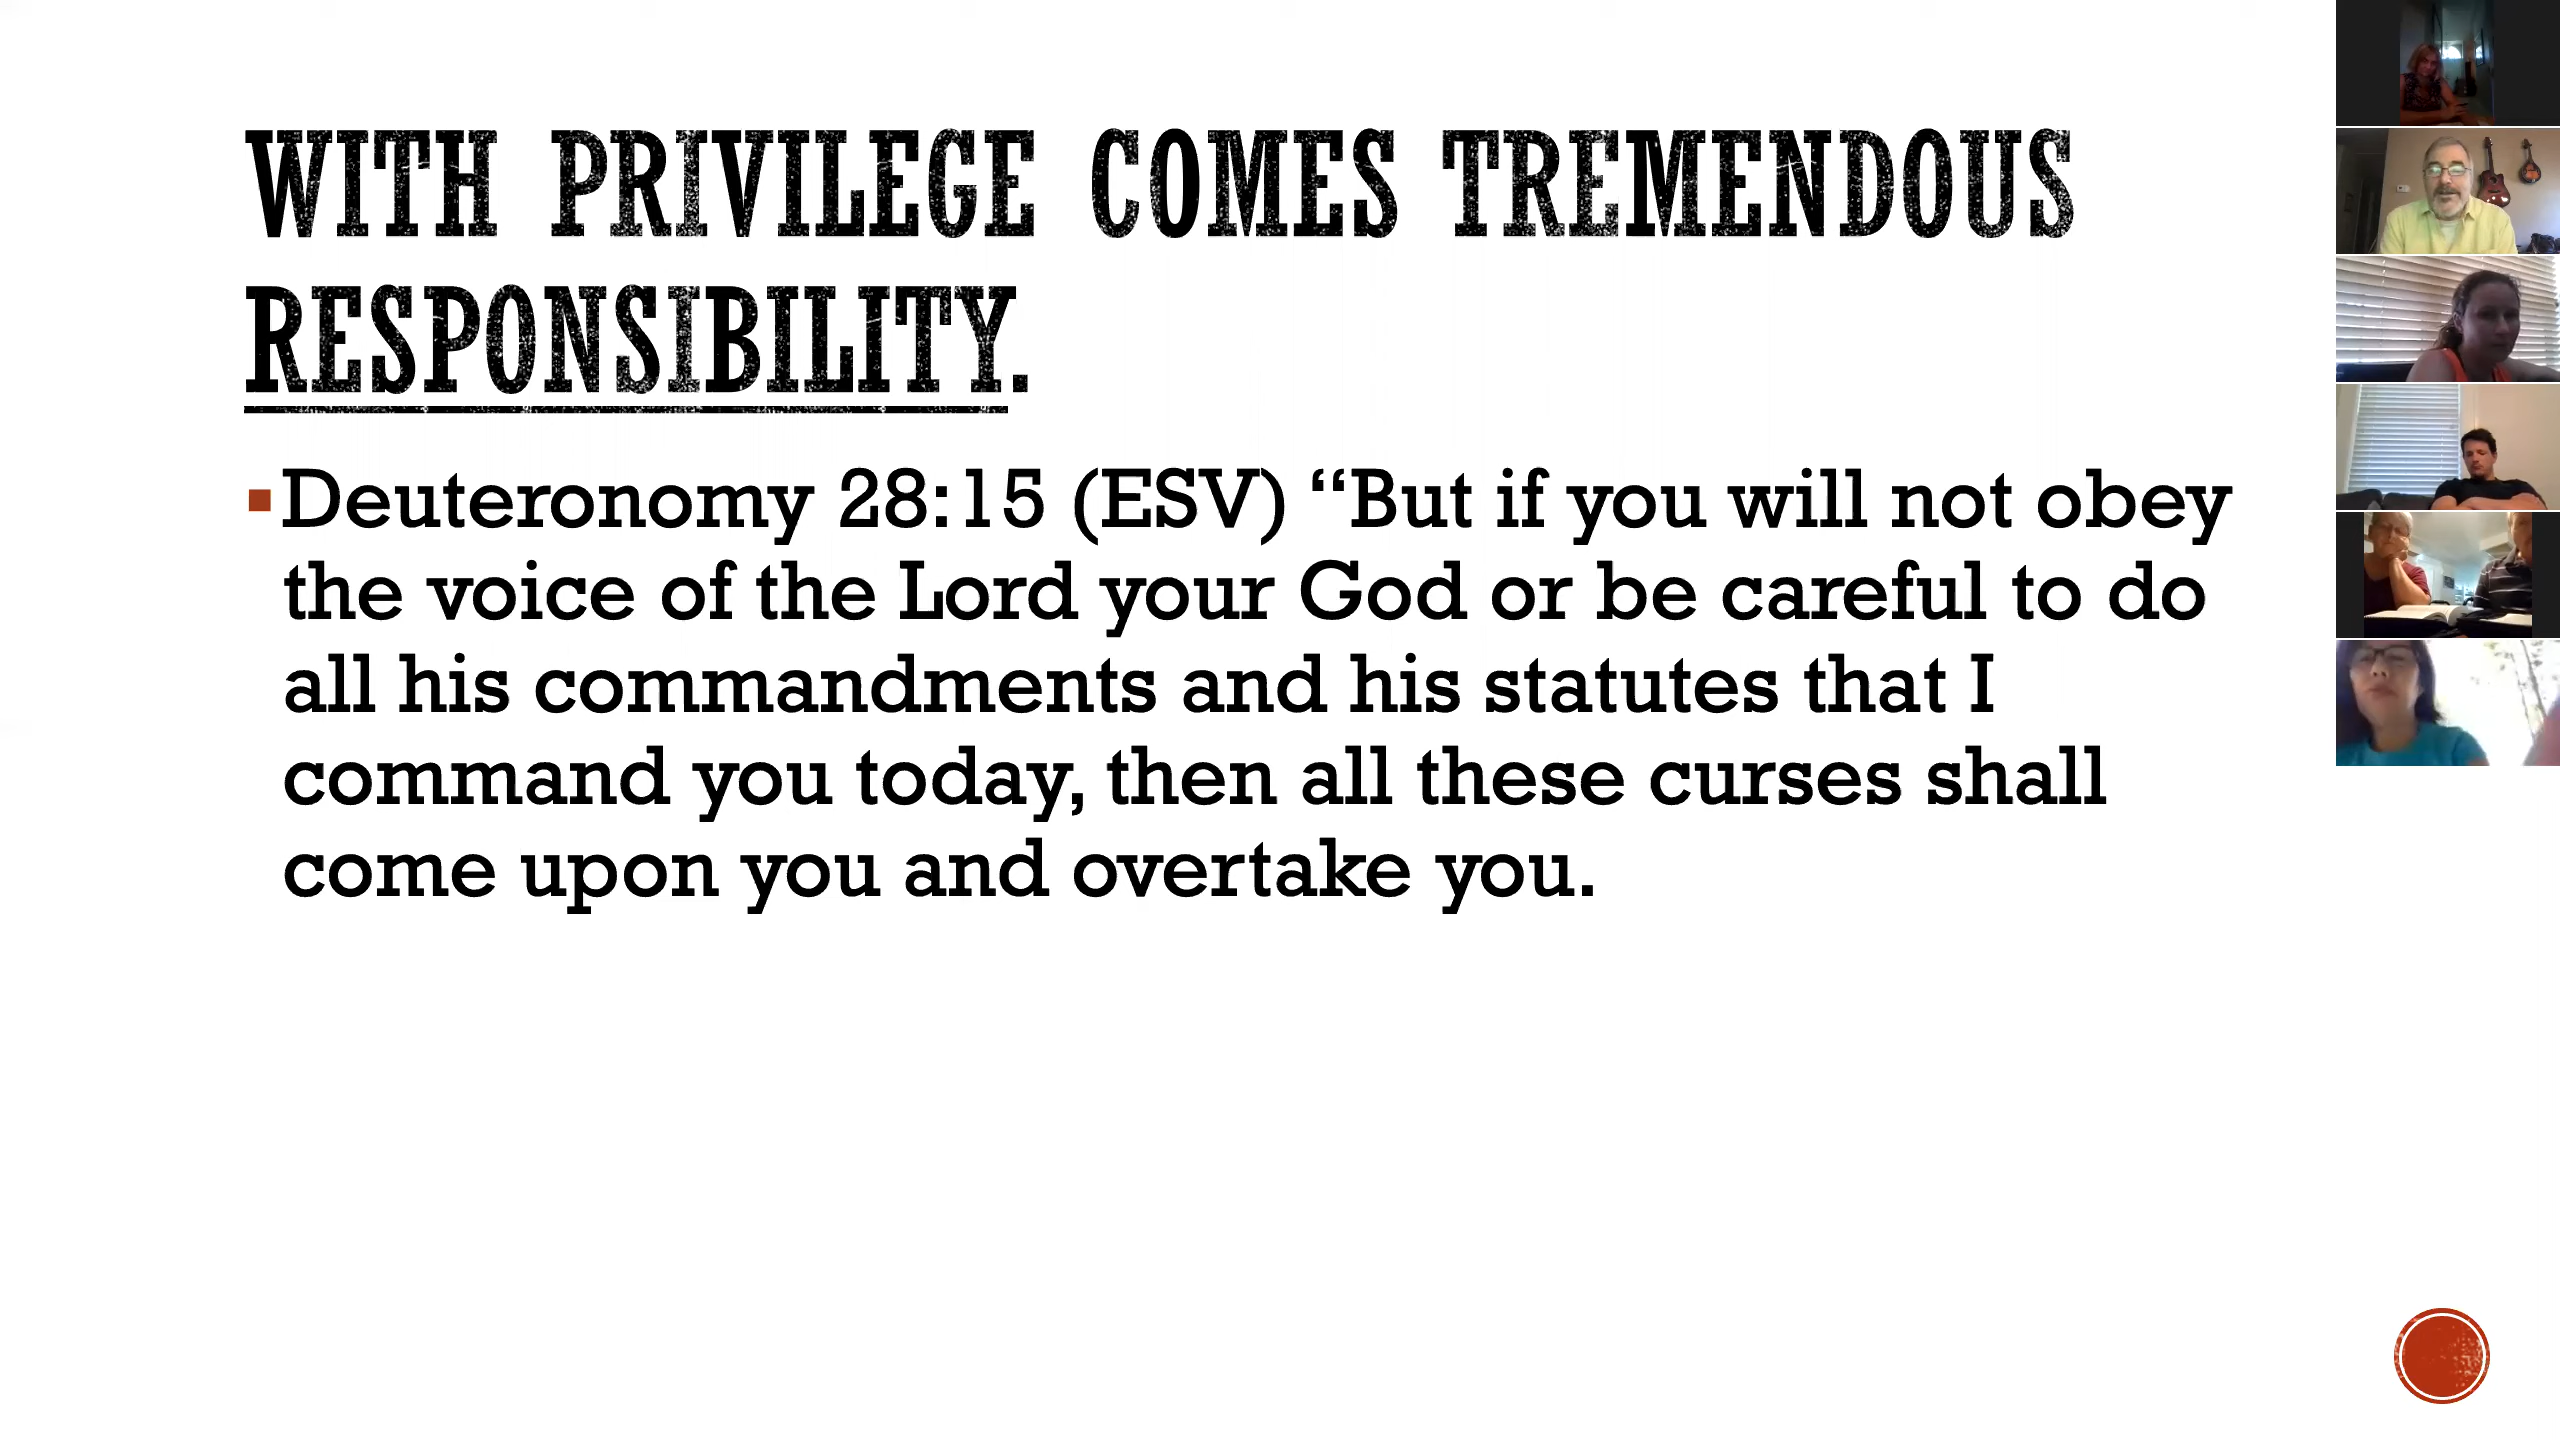 WITH PRIVILEGE COMES TREMENDOUS
RESPONSIBILITY.
▪Deuteronomy 28:15 (ESV) “But if you will not obey
the voice of the Lord your God or be careful to do
all his commandments and his statutes that I
command you today, then all these curses shall
come upon you and overtake you.